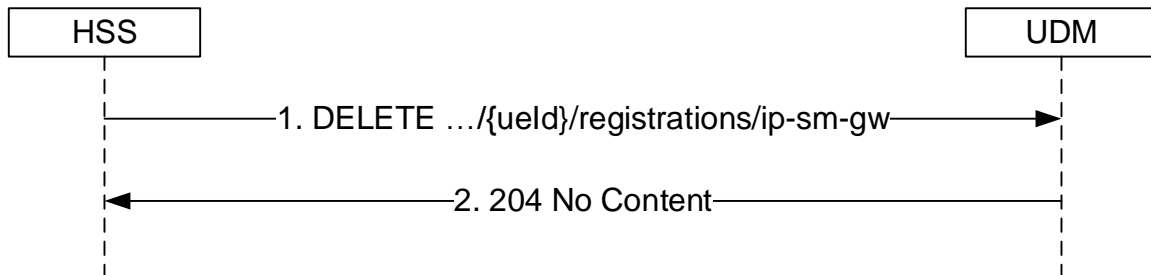 HSS
UDM
1. DELETE …/{ueId}/registrations/ip-sm-gw
2. 204 No Content